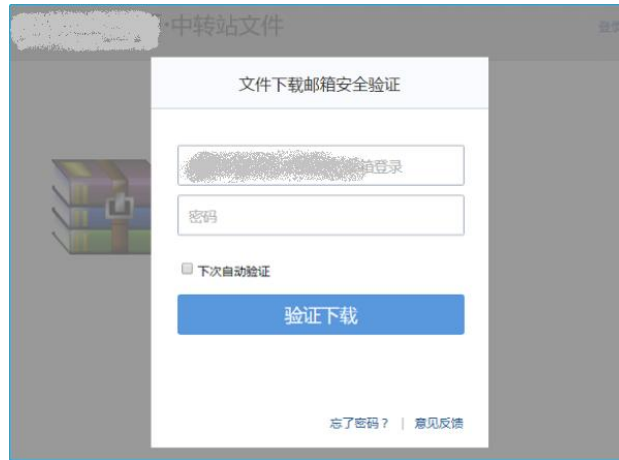 ·中转站文件
文件下载邮箱安全验证
箱登录
密码
下次自动验证
验证下载
忘了密码？ | 意见反馈